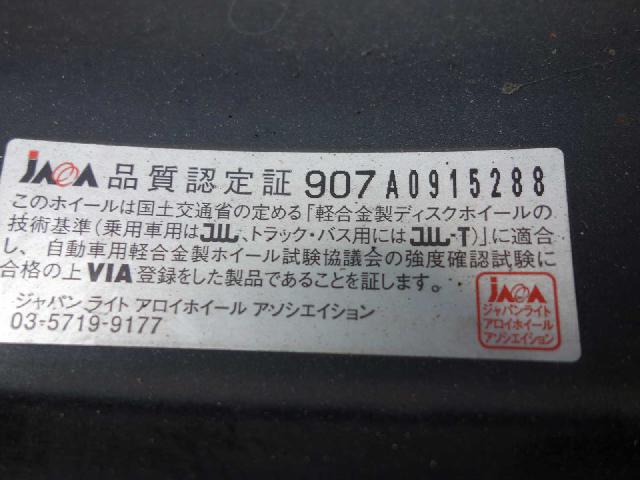 JAWA 品質認定証 907 A0915288
このホイールは国土交通省の定める「軽合金製ディスクホイールの
技術基準(乗用車用はJWL、トラック・バス用にはJWL-T)」に適合
し、自動車用軽合金製ホイール試験協議会の強度確認試験に
合格の上VIA登録をした製品であることを証します。
ジャパン ライト アロイホイール アソシエイション
03-5719-9177
JAWA
ジャパンライト
アロイホイール
アソシエイション